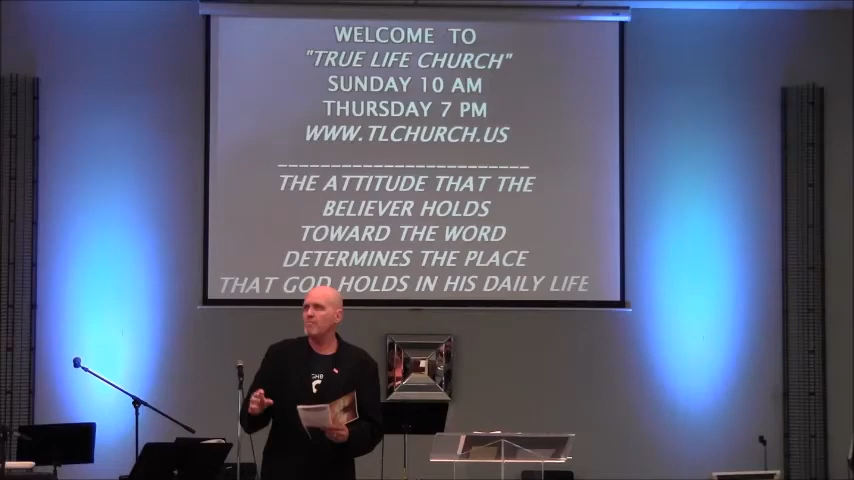 WELCOME TO
"TRUE LIFE CHURCH"
SUNDAY 10 AM
THURSDAY 7 PM
WWW.TLCHURCH.US
THE ATTITUDE THAT THE
BELIEVER HOLDS
TOWARD THE WORD
DETERMINES THE PLACE
THAT GOD HOLDS IN HIS DAILY LIFE